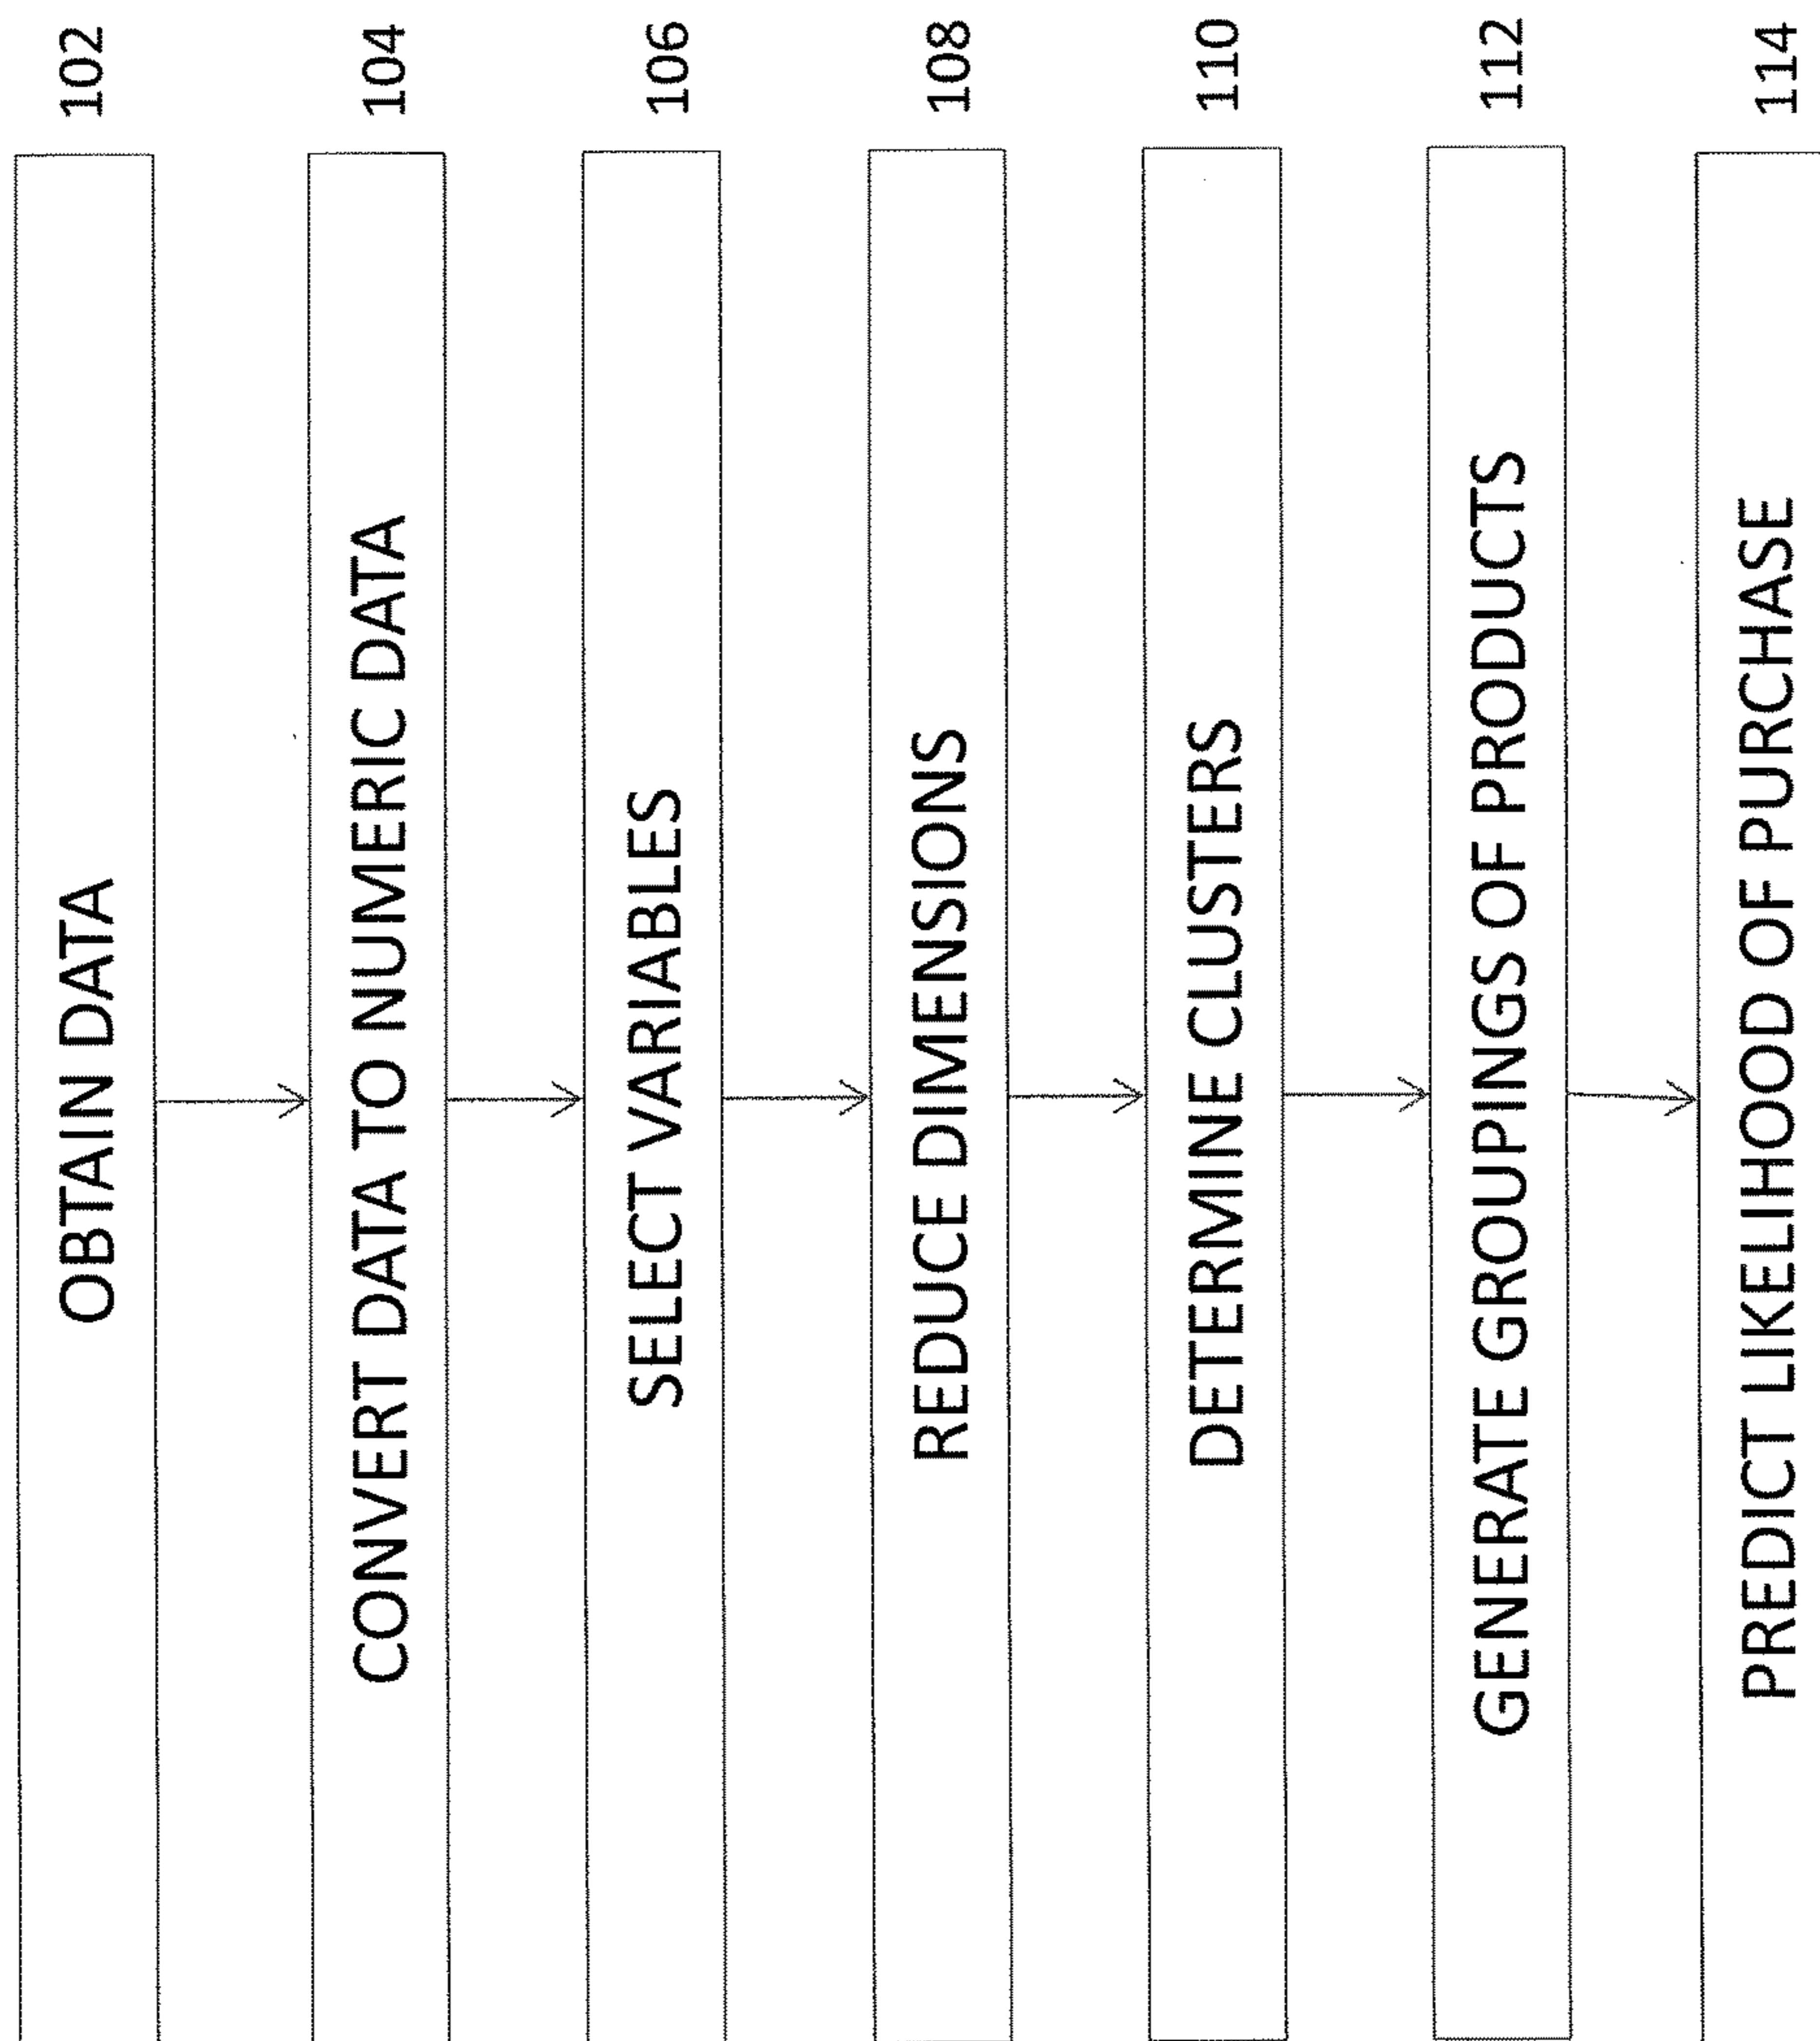 OBTAIN DATA 102
CONVERT DATA TO NUMERIC DATA 104
SELECT VARIABLES 106
REDUCE DIMENSIONS 108
DETERMINE CLUSTERS 110
GENERATE GROUPINGS OF PRODUCTS 112
PREDICT LIKELIHOOD OF PURCHASE 114